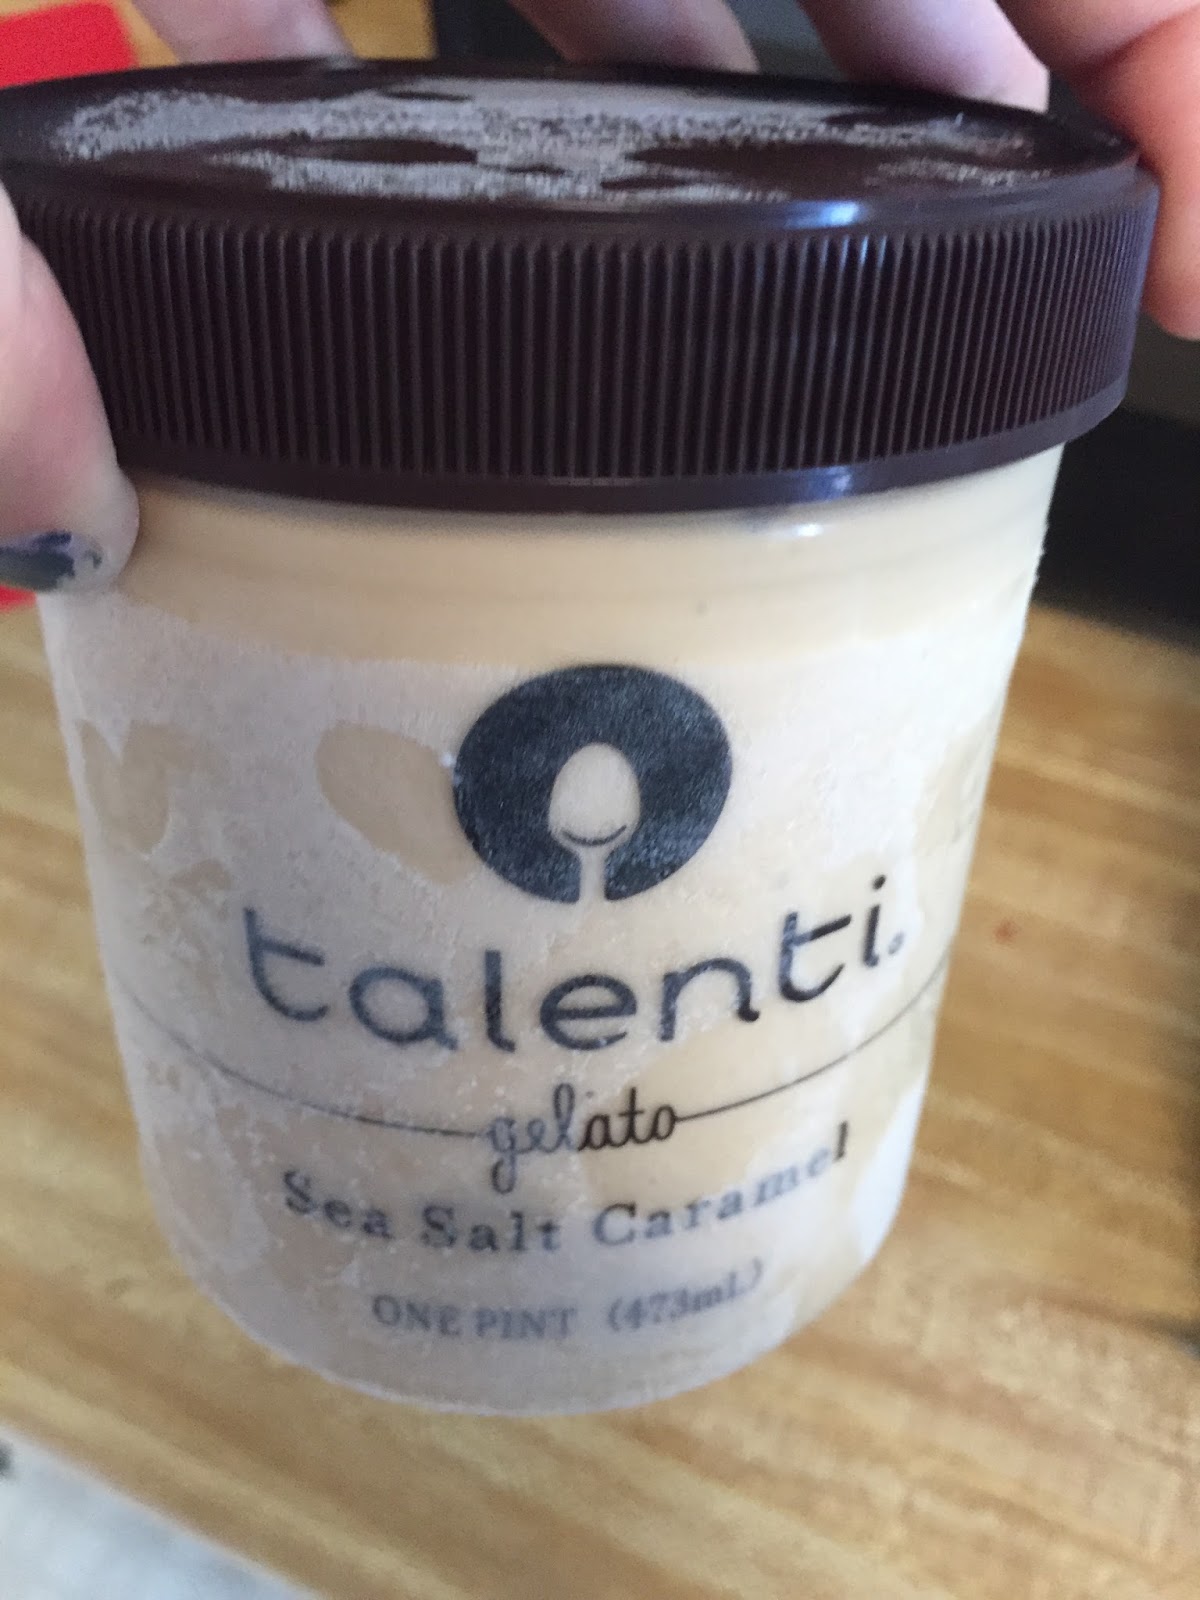 talenti®
gelato
Sea Salt Caramel
ONE PINT (473mL)